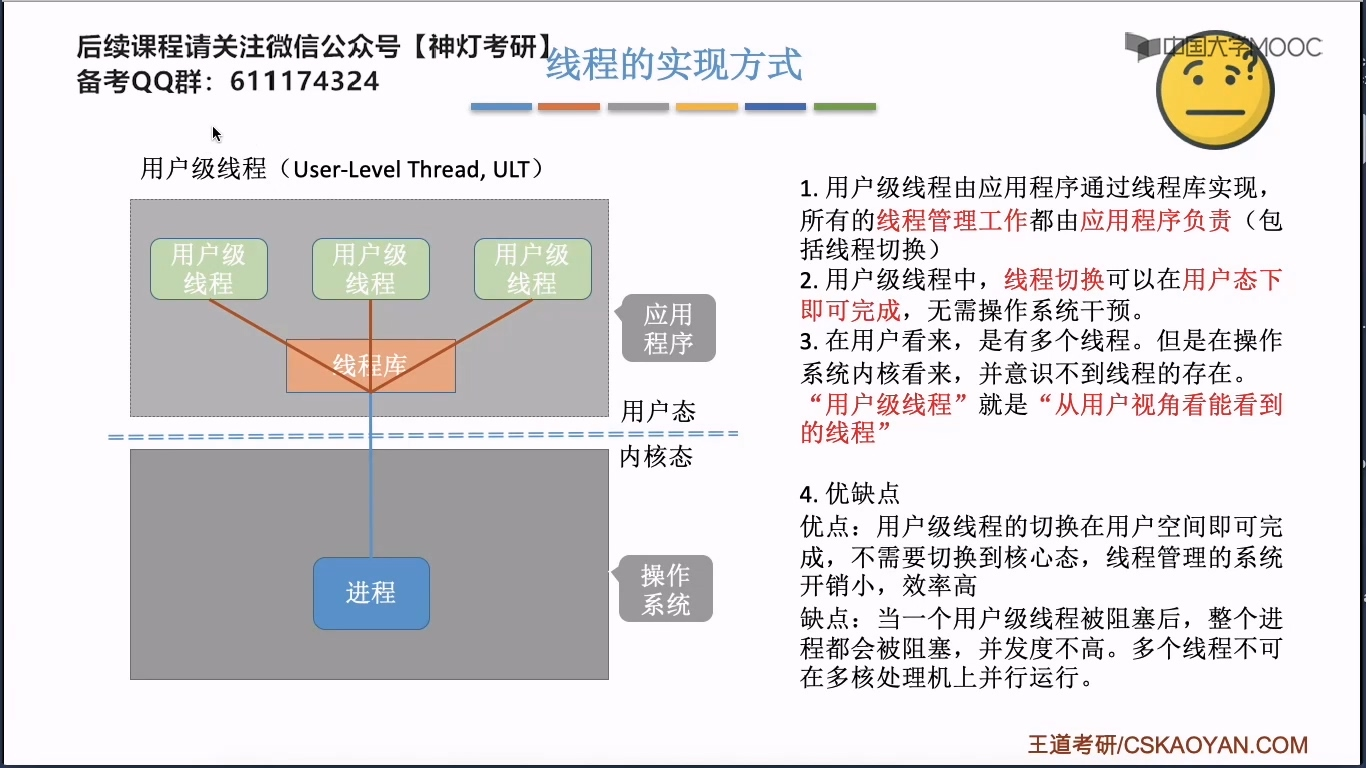 后续课程请关注微信公众号【神灯考研】
备考QQ群：611174324
线程的实现方式
中国大学MOOC
用户级线程（User-Level Thread, ULT）
用户级
线程
用户级
线程
用户级
线程
线程库
应用
程序
用户态
内核态
进程
操作
系统
1. 用户级线程由应用程序通过线程库实现，
所有的线程管理工作都由应用程序负责（包
括线程切换）
2. 用户级线程中，线程切换可以在用户态下
即可完成，无需操作系统干预。
3. 在用户看来，是有多个线程。但是在操作
系统内核看来，并意识不到线程的存在。
“用户级线程”就是“从用户视角看能看到
的线程”
4. 优缺点
优点：用户级线程的切换在用户空间即可完
成，不需要切换到核心态，线程管理的系统
开销小，效率高
缺点：当一个用户级线程被阻塞后，整个进
程都会被阻塞，并发度不高。多个线程不可
在多核处理机上并行运行。
王道考研/CSKAOYAN.COM